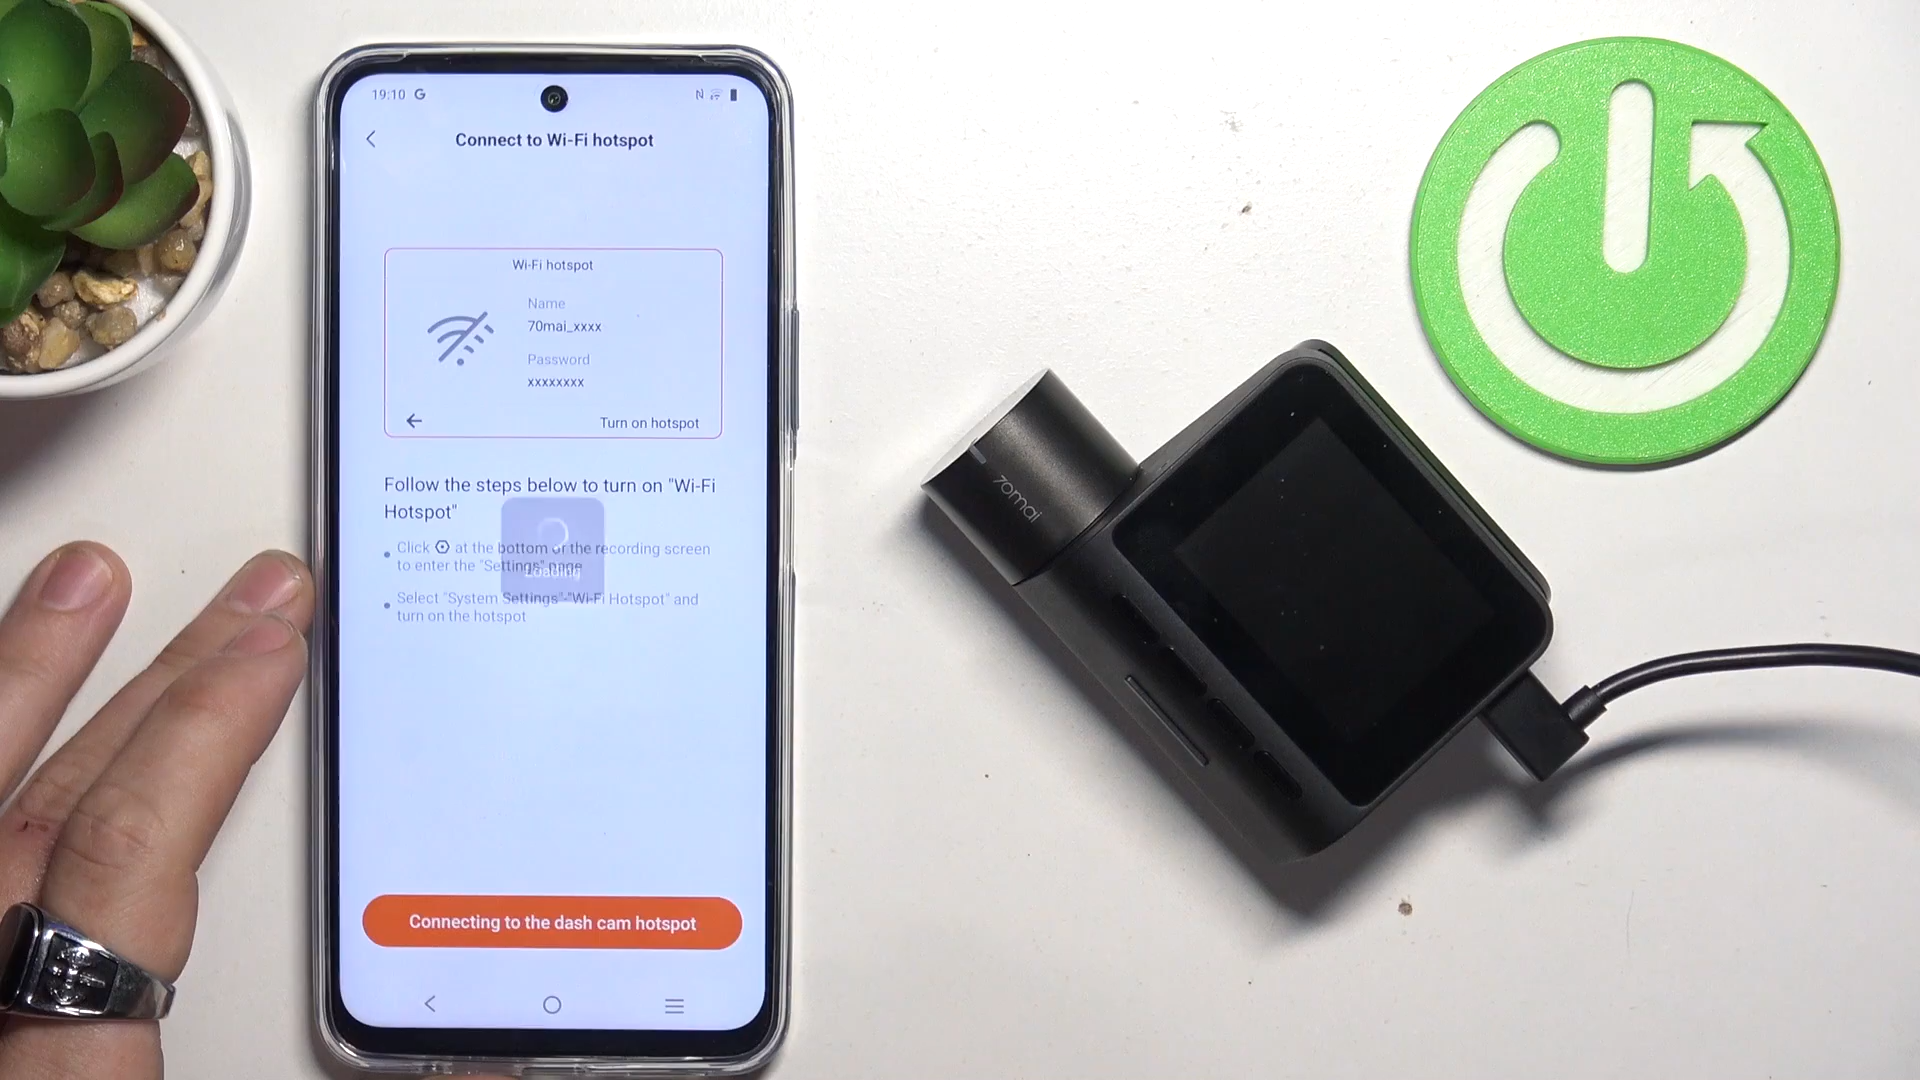 19:10 G
Connect to Wi-Fi hotspot
Wi-Fi hotspot
Name
70mai_xxxx
Password
xxxxxxxx
Turn on hotspot
Follow the steps below to turn on "Wi-Fi
Hotspot"
Click at the bottom of the recording screen
to enter the "Settings" page
Loading
Select "System Settings"-"Wi-Fi Hotspot" and
turn on the hotspot
Connecting to the dash cam hotspot
70mai